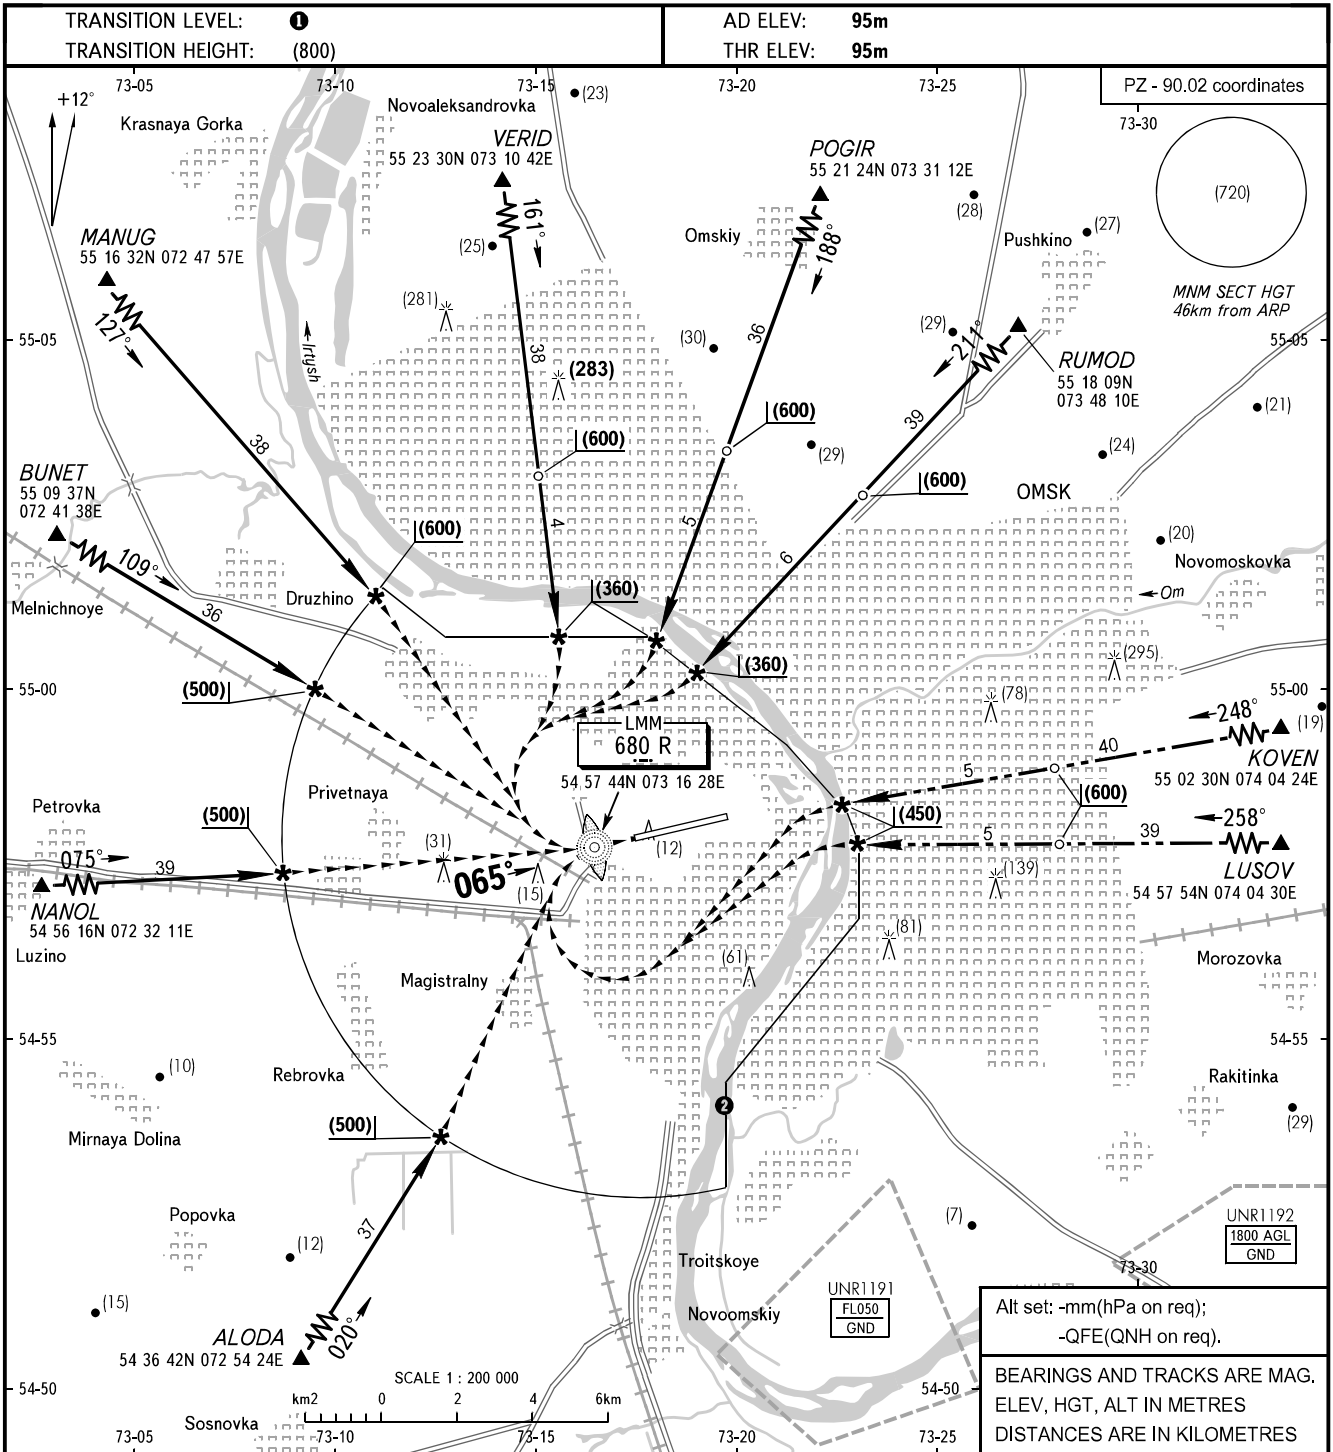 TRANSITION LEVEL: ❶
TRANSITION HEIGHT: (800)
AD ELEV: 95m
THR ELEV: 95m
73-05
73-10
73-15
73-20
73-25
PZ - 90.02 coordinates
73-30
+12°
Krasnaya Gorka
Novoaleksandrovka
(23)
VERID
55 23 30N 073 10 42E
161°
(25)
POGIR
55 21 24N 073 31 12E
188°
Omskiy
(28)
(27)
Pushkino
(720)
MNM SECT HGT
46km from ARP
MANUG
55 16 32N 072 47 57E
127°
(281)
Irtysh
55-05
38
(283)
(30)
36
(29)
211°
55-05
RUMOD
55 18 09N
073 48 10E
(21)
(600)
(600)
(29)
39
(24)
38
BUNET
55 09 37N
072 41 38E
109°
(600)
OMSK
(600)
4
5
6
(20)
Novomoskovka
Om
Melnichnoye
36
Druzhino
(360)
(360)
(295)
55-00
(500)
(78)
55-00
248°
(19)
KOVEN
55 02 30N 074 04 24E
40
5
LMM
680 R
54 57 44N 073 16 28E
(600)
Petrovka
Privetnaya
(500)
(450)
258°
39
5
LUSOV
54 57 54N 074 04 30E
075°
39
(31)
065°
(15)
(12)
(139)
NANOL
54 56 16N 072 32 11E
Luzino
(81)
(61)
Morozovka
Magistralny
54-55
54-55
(10)
Rebrovka
Rakitinka
(29)
❷
Mirnaya Dolina
(500)
Popovka
(12)
37
(7)
UNR1192
1800 AGL
GND
Troitskoye
73-30
(15)
Novoomskiy
UNR1191
FL050
GND
ALODA
54 36 42N 072 54 24E
020°
Alt set: -mm(hPa on req);
-QFE(QNH on req).
SCALE 1 : 200 000
km2 0 2 4 6km
54-50
54-50
BEARINGS AND TRACKS ARE MAG.
ELEV, HGT, ALT IN METRES
DISTANCES ARE IN KILOMETRES
Sosnovka
73-05
73-10
73-15
73-20
73-25